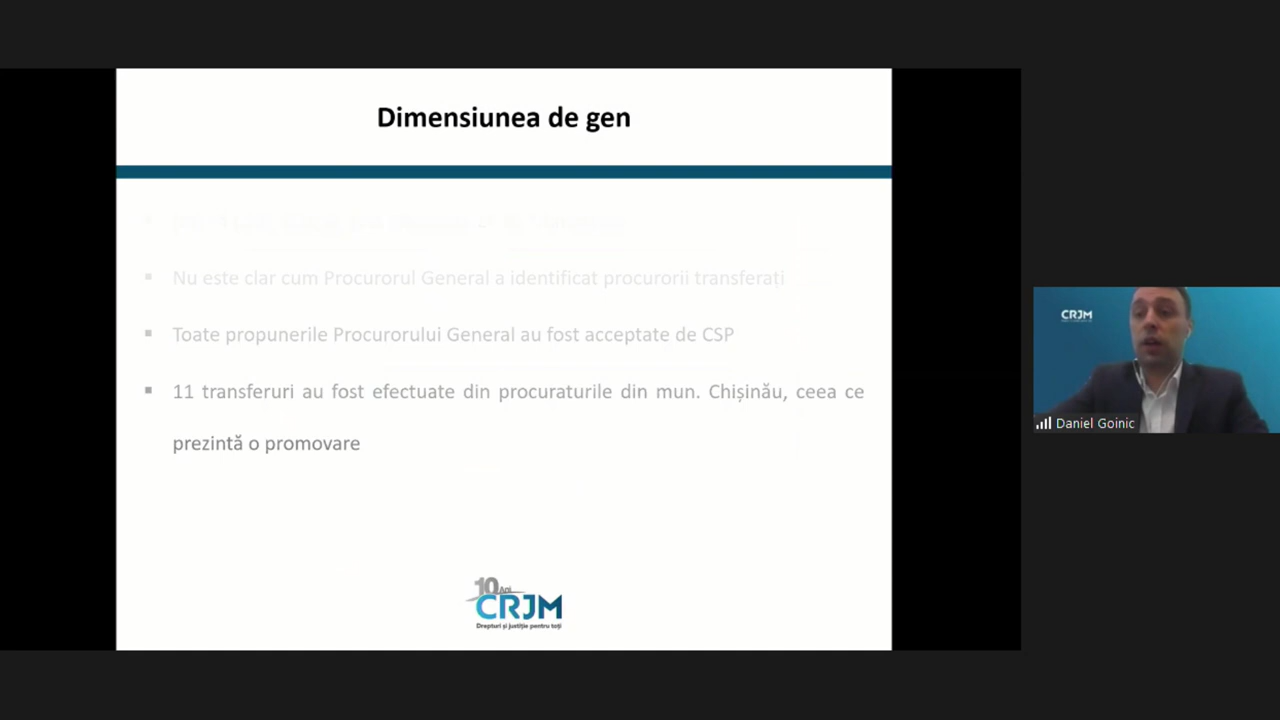 Dimensiunea de gen
▪ Nu este clar cum Procurorul General a identificat procurorii transferați
▪ Toate propunerile Procurorului General au fost acceptate de CSP
▪ 11 transferuri au fost efectuate din procuraturile din mun. Chișinău, ceea ce
prezintă o promovare
10 Ani
CRJM
Drepturi și justiție pentru toți
CRJM
Daniel Goinic